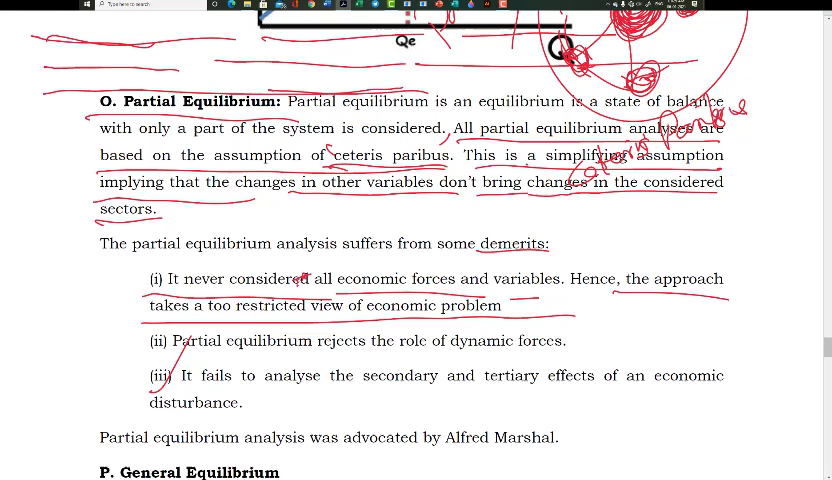 Type here to search
ENG
Qe
Q
O. Partial Equilibrium: Partial equilibrium is an equilibrium is a state of balance
with only a part of the system is considered. All partial equilibrium analyses are
based on the assumption of ceteris paribus. This is a simplifying assumption
implying that the changes in other variables don't bring changes in the considered
sectors.
The partial equilibrium analysis suffers from some demerits:
(i) It never considered all economic forces and variables. Hence, the approach
takes a too restricted view of economic problem
(ii) Partial equilibrium rejects the role of dynamic forces.
(iii) It fails to analyse the secondary and tertiary effects of an economic
disturbance.
Partial equilibrium analysis was advocated by Alfred Marshal.
P. General Equilibrium